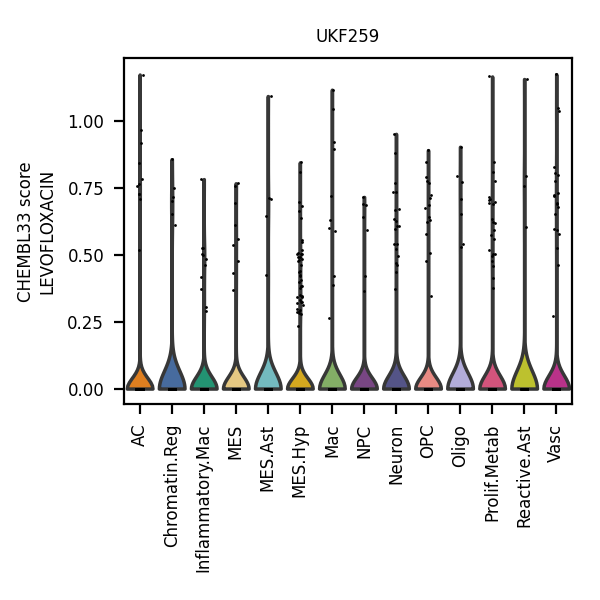 UKF259
CHEMBL33 score
LEVOFLOXACIN
1.00
0.75
0.50
0.25
0.00
AC
Chromatin.Reg
Inflammatory.Mac
MES
MES.Ast
MES.Hyp
Mac
NPC
Neuron
OPC
Oligo
Prolif.Metab
Reactive.Ast
Vasc